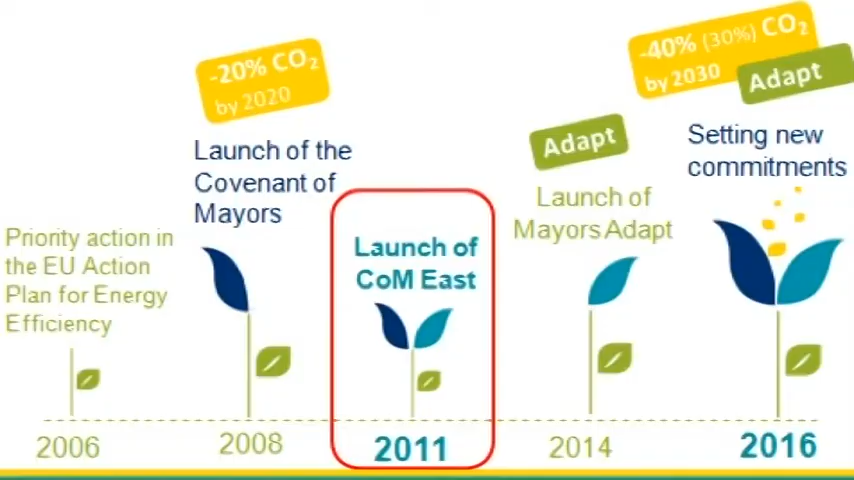 Priority action in
the EU Action
Plan for Energy
Efficiency
2006
-20% CO₂
by 2020
Launch of the
Covenant of
Mayors
2008
Launch of
CoM East
2011
Adapt
Launch of
Mayors Adapt
2014
-40% (30%) CO₂
by 2030
Adapt
Setting new
commitments
2016